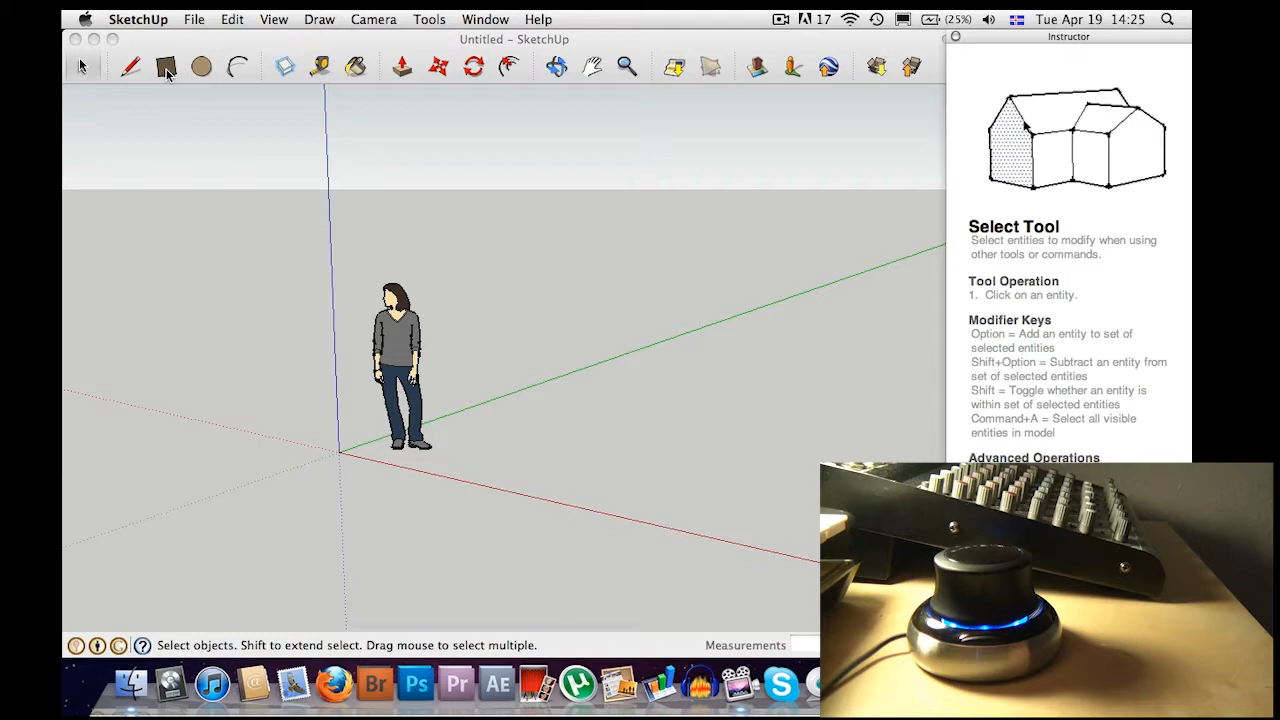 SketchUp File Edit View Draw Camera Tools Window Help 17 (25%) Tue Apr 19 14:25
Untitled - SketchUp
Instructor
Select Tool
Select entities to modify when using
other tools or commands.
Tool Operation
1. Click on an entity.
Modifier Keys
Option = Add an entity to set of
selected entities
Shift+Option = Subtract an entity from
set of selected entities
Shift = Toggle whether an entity is
within set of selected entities
Command+A = Select all visible
entities in model
Advanced Operations
Select objects. Shift to extend select. Drag mouse to select multiple. Measurements
Br Ps Pr AE